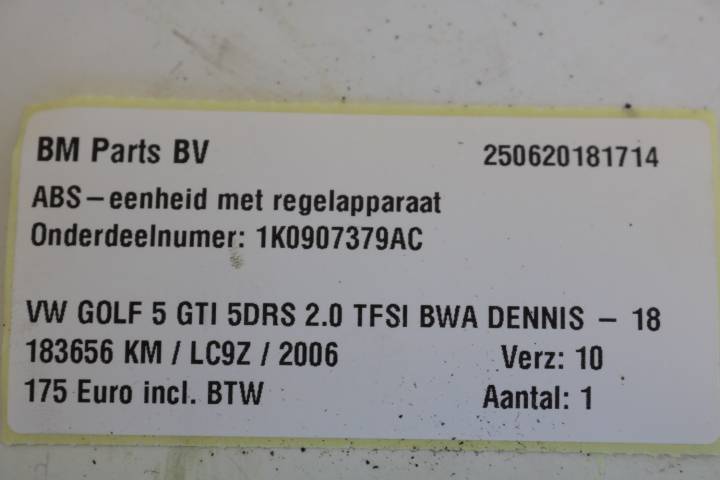 BM Parts BV 250620181714
ABS-eenheid met regelapparaat
Onderdeelnumer: 1K0907379AC
VW GOLF 5 GTI 5DRS 2.0 TFSI BWA DENNIS - 18
183656 KM / LC9Z / 2006 Verz: 10
175 Euro incl. BTW Aantal: 1